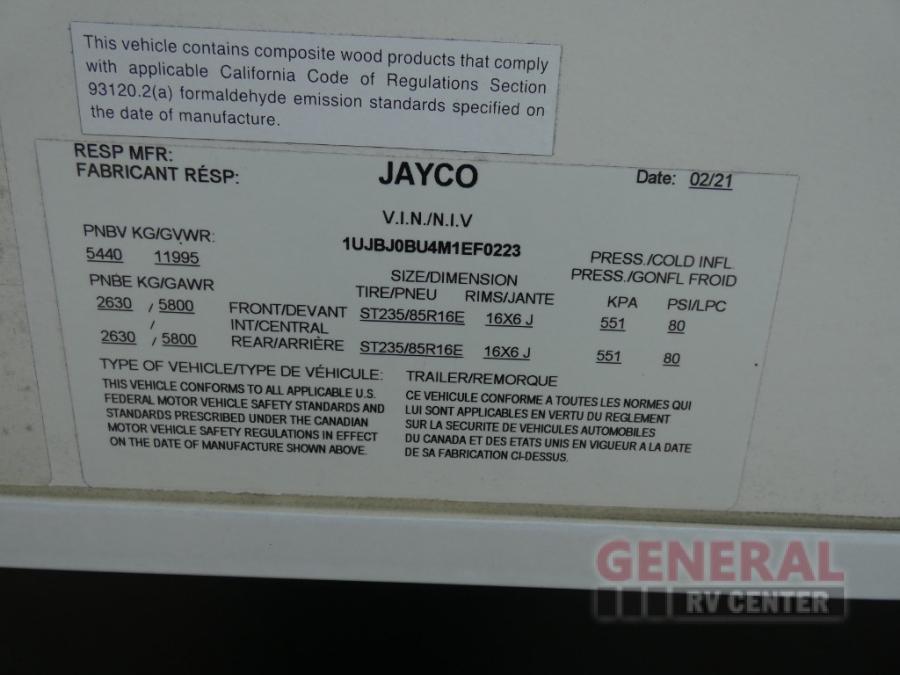 This vehicle contains composite wood products that comply
with applicable California Code of Regulations Section
93120.2(a) formaldehyde emission standards specified on
the date of manufacture.
RESP MFR:
FABRICANT RÉSP:
JAYCO
Date: 02/21
V.I.N./N.I.V
1UJBJ0BU4M1EF0223
PNBV KG/GVWR:
5440 11995
PRESS./COLD INFL.
PRESS./GONFL FROID
SIZE/DIMENSION
PNBE KG/GAWR
TIRE/PNEU RIMS/JANTE
KPA PSI/LPC
2630 / 5800 FRONT/DEVANT ST235/85R16E 16X6 J 551 80
/ INT/CENTRAL
2630 / 5800 REAR/ARRIÈRE ST235/85R16E 16X6 J 551 80
TYPE OF VEHICLE/TYPE DE VÉHICULE: TRAILER/REMORQUE
THIS VEHICLE CONFORMS TO ALL APPLICABLE U.S.
FEDERAL MOTOR VEHICLE SAFETY STANDARDS AND
STANDARDS PRESCRIBED UNDER THE CANADIAN
MOTOR VEHICLE SAFETY REGULATIONS IN EFFECT
ON THE DATE OF MANUFACTURE SHOWN ABOVE.
CE VEHICULE CONFORME A TOUTES LES NORMES QUI
LUI SONT APPLICABLES EN VERTU DU REGLEMENT
SUR LA SECURITE DE VEHICULES AUTOMOBILES
DU CANADA ET DES ETATS UNIS EN VIGUEUR A LA DATE
DE SA FABRICATION CI-DESSUS.
GENERAL
RV CENTER